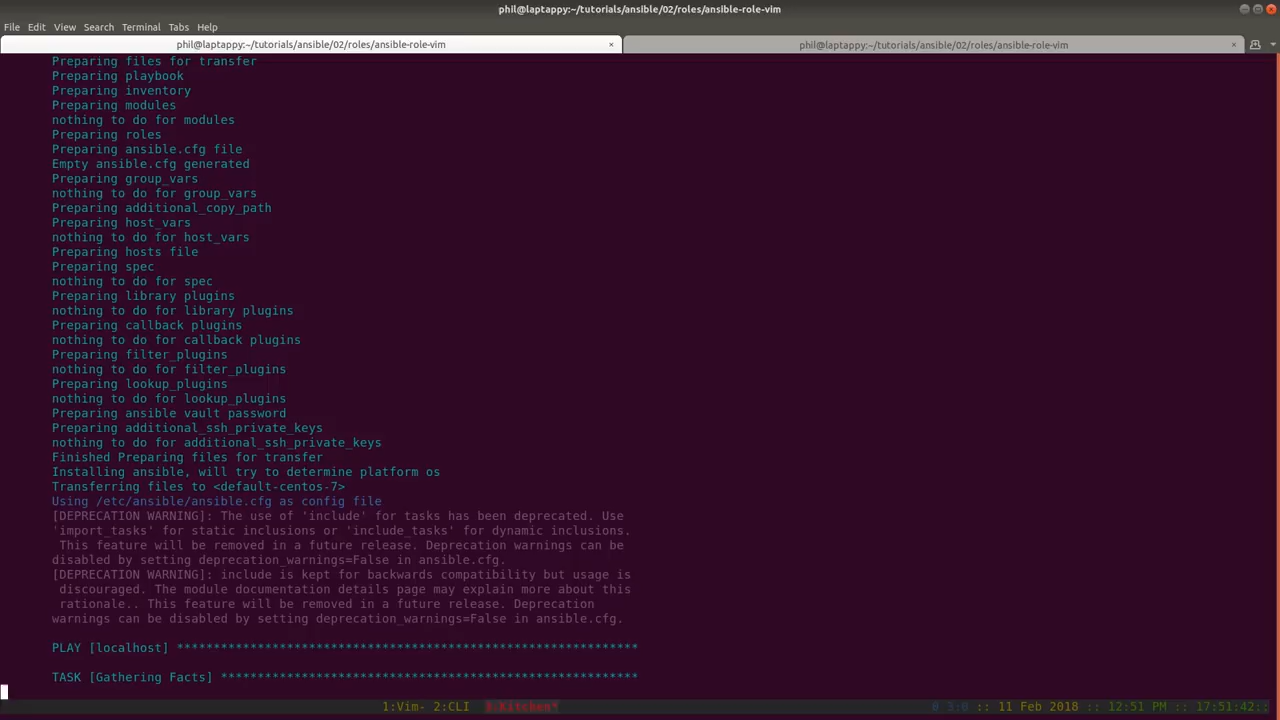 phil@laptappy:~/tutorials/ansible/02/roles/ansible-role-vim
File Edit View Search Terminal Tabs Help
phil@laptappy:~/tutorials/ansible/02/roles/ansible-role-vim × phil@laptappy:~/tutorials/ansible/02/roles/ansible-role-vim ×
Preparing files for transfer
Preparing playbook
Preparing inventory
Preparing modules
nothing to do for modules
Preparing roles
Preparing ansible.cfg file
Empty ansible.cfg generated
Preparing group_vars
nothing to do for group_vars
Preparing additional_copy_path
Preparing host_vars
nothing to do for host_vars
Preparing hosts file
Preparing spec
nothing to do for spec
Preparing library plugins
nothing to do for library plugins
Preparing callback plugins
nothing to do for callback plugins
Preparing filter_plugins
nothing to do for filter_plugins
Preparing lookup_plugins
nothing to do for lookup_plugins
Preparing ansible vault password
Preparing additional_ssh_private_keys
nothing to do for additional_ssh_private_keys
Finished Preparing files for transfer
Installing ansible, will try to determine platform os
Transferring files to <default-centos-7>
Using /etc/ansible/ansible.cfg as config file
[DEPRECATION WARNING]: The use of 'include' for tasks has been deprecated. Use
'import_tasks' for static inclusions or 'include_tasks' for dynamic inclusions.
This feature will be removed in a future release. Deprecation warnings can be
disabled by setting deprecation_warnings=False in ansible.cfg.
[DEPRECATION WARNING]: include is kept for backwards compatibility but usage is
discouraged. The module documentation details page may explain more about this
rationale.. This feature will be removed in a future release. Deprecation
warnings can be disabled by setting deprecation_warnings=False in ansible.cfg.
PLAY [localhost] ***************************************************************
TASK [Gathering Facts] *********************************************************
1:Vim- 2:CLI 3:Kitchen* 0 3:0 :: 11 Feb 2018 :: 12:51 PM :: 17:51:42::